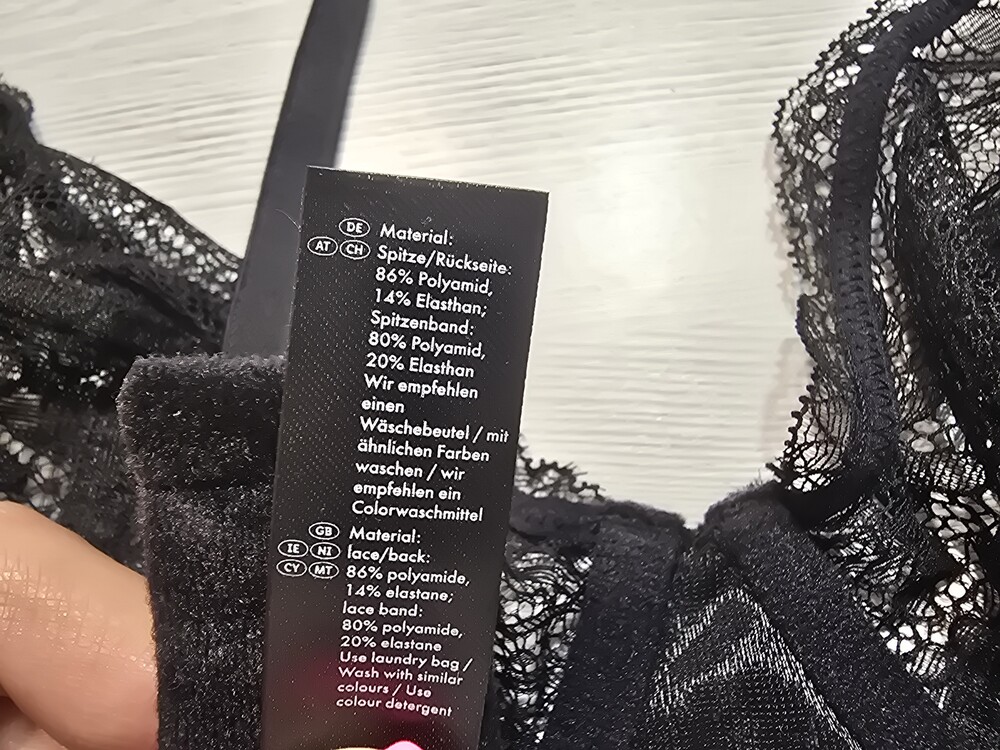 DE Material:
AT CH Spitze/Rückseite:
86% Polyamid,
14% Elasthan;
Spitzenband:
80% Polyamid,
20% Elasthan
Wir empfehlen
einen
Wäschebeutel / mit
ähnlichen Farben
waschen / wir
empfehlen ein
Colorwaschmittel
GB Material:
IE NI lace/back:
CY MT 86% polyamide,
14% elastane;
lace band:
80% polyamide,
20% elastane
Use laundry bag /
Wash with similar
colours / Use
colour detergent